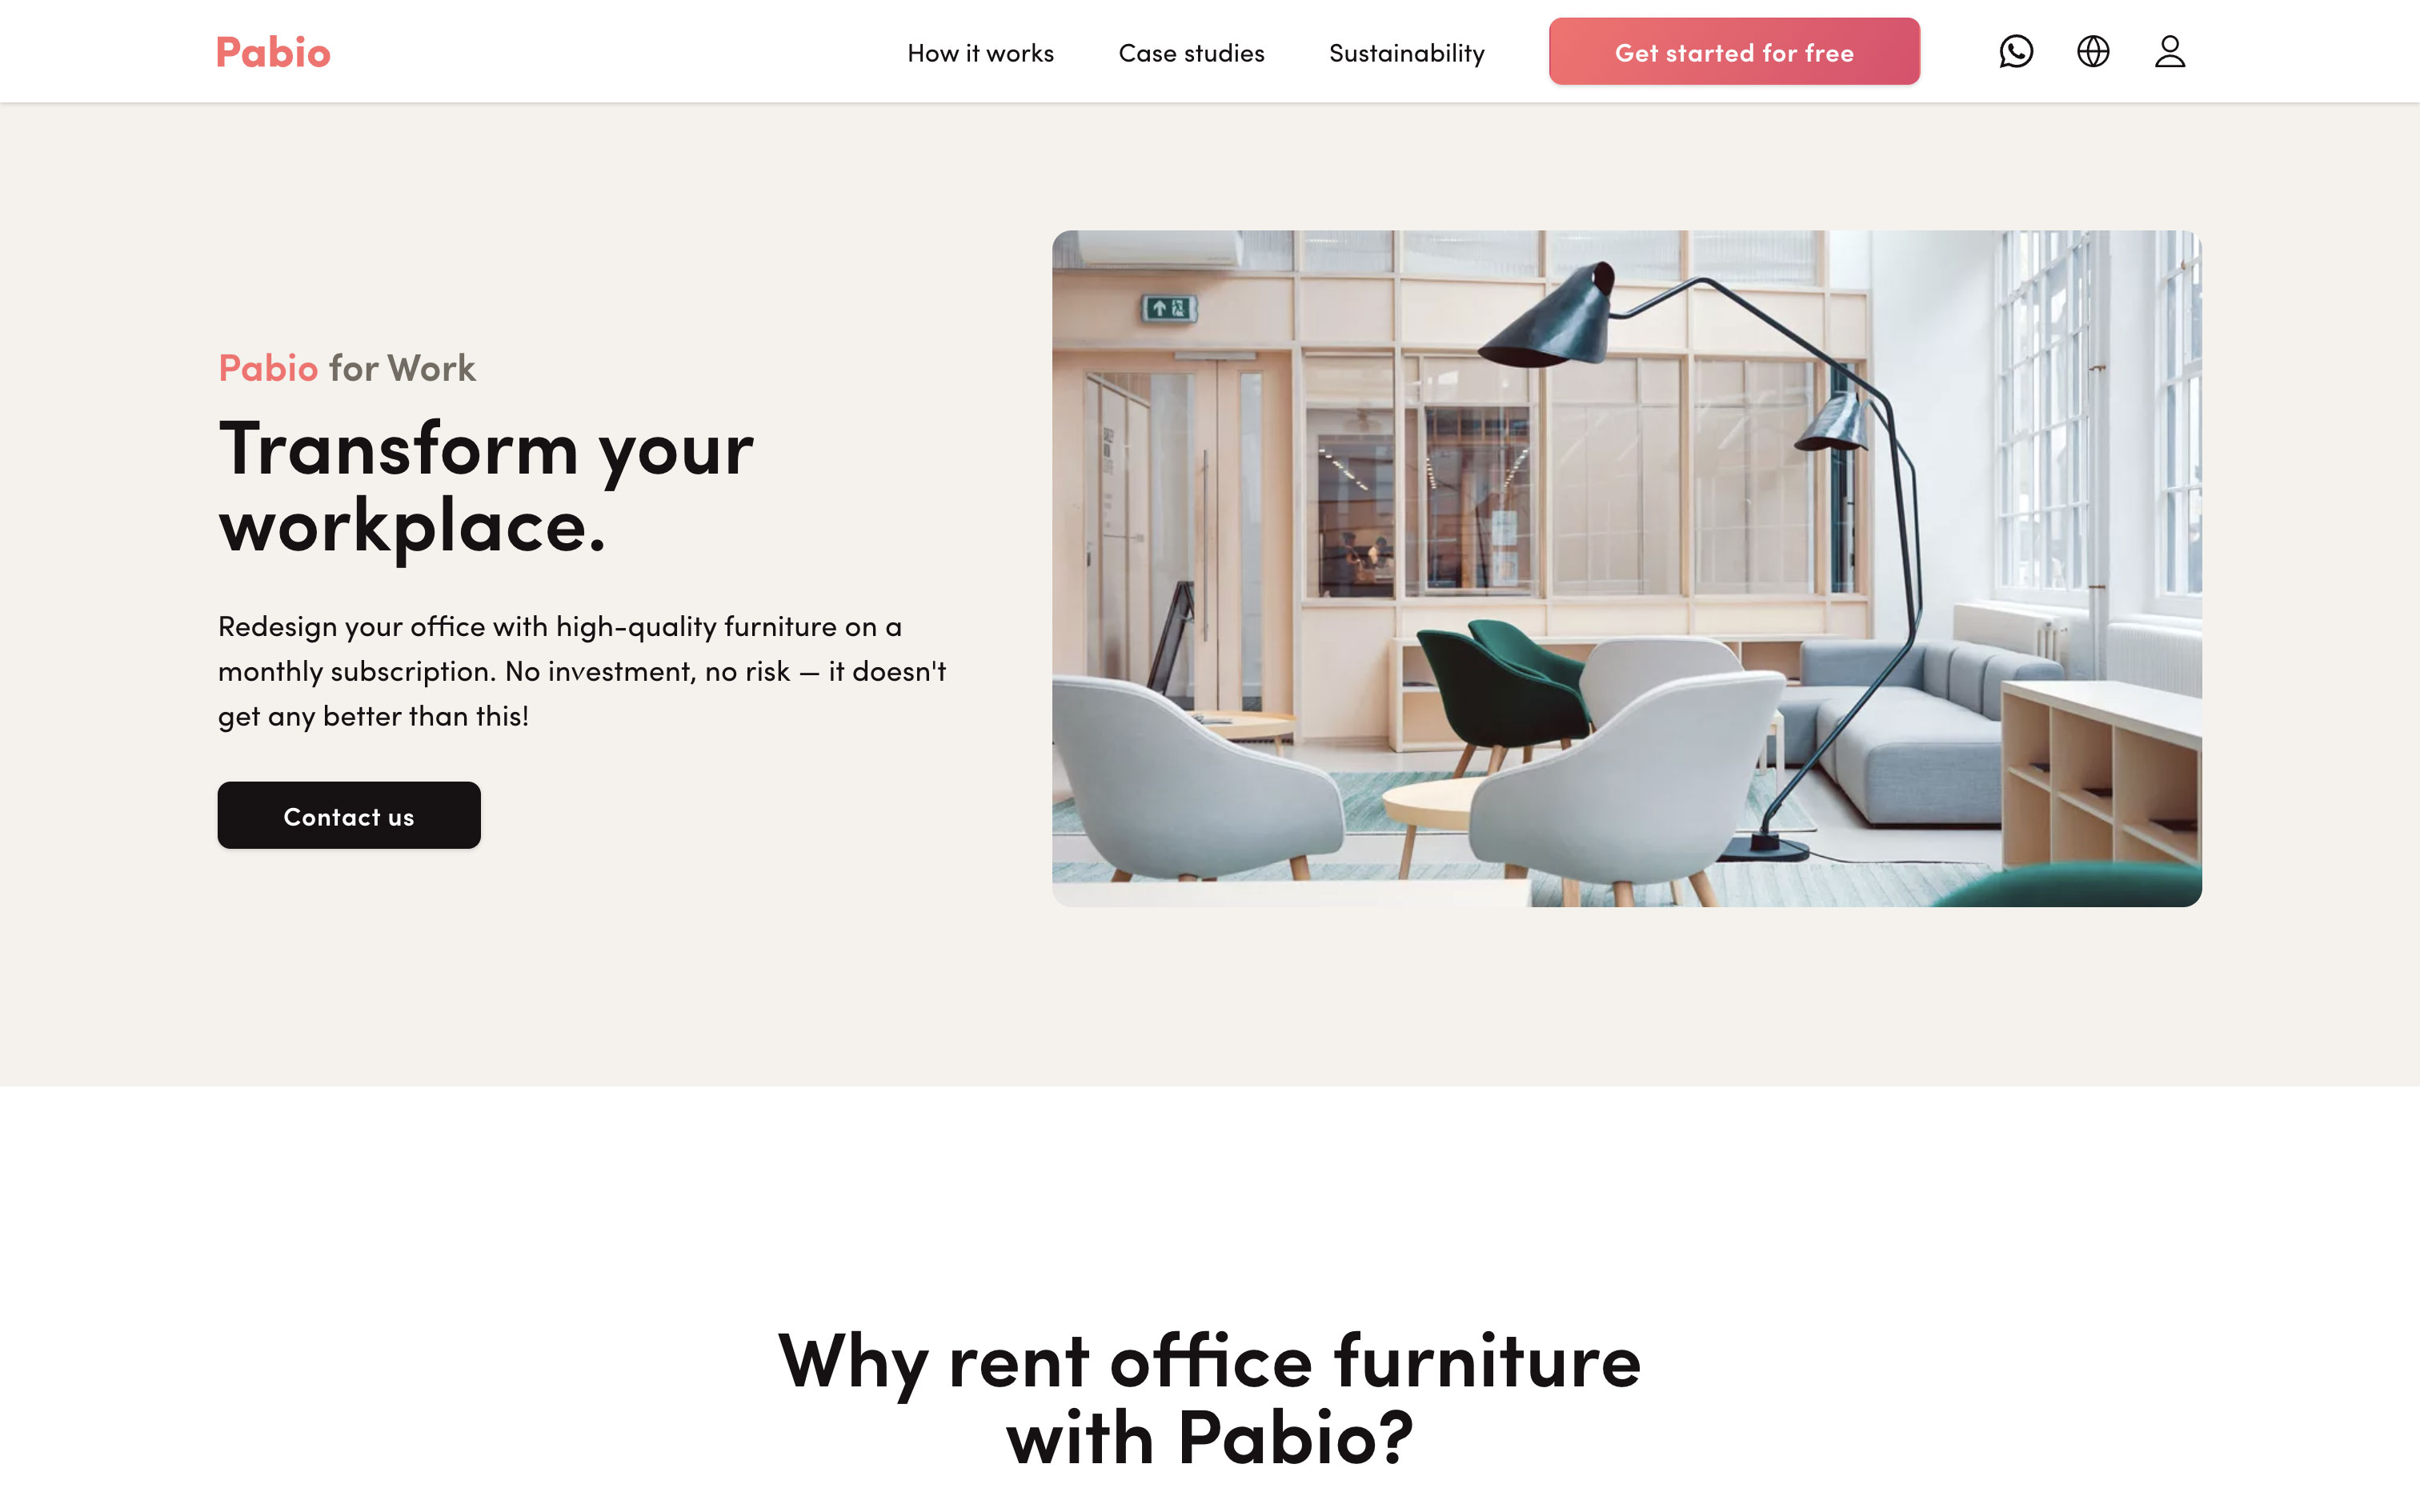 Pabio
How it works
Case studies
Sustainability
Get started for free
Pabio for Work
Transform your
workplace.
Redesign your office with high-quality furniture on a
monthly subscription. No investment, no risk — it doesn't
get any better than this!
Contact us
Why rent office furniture
with Pabio?